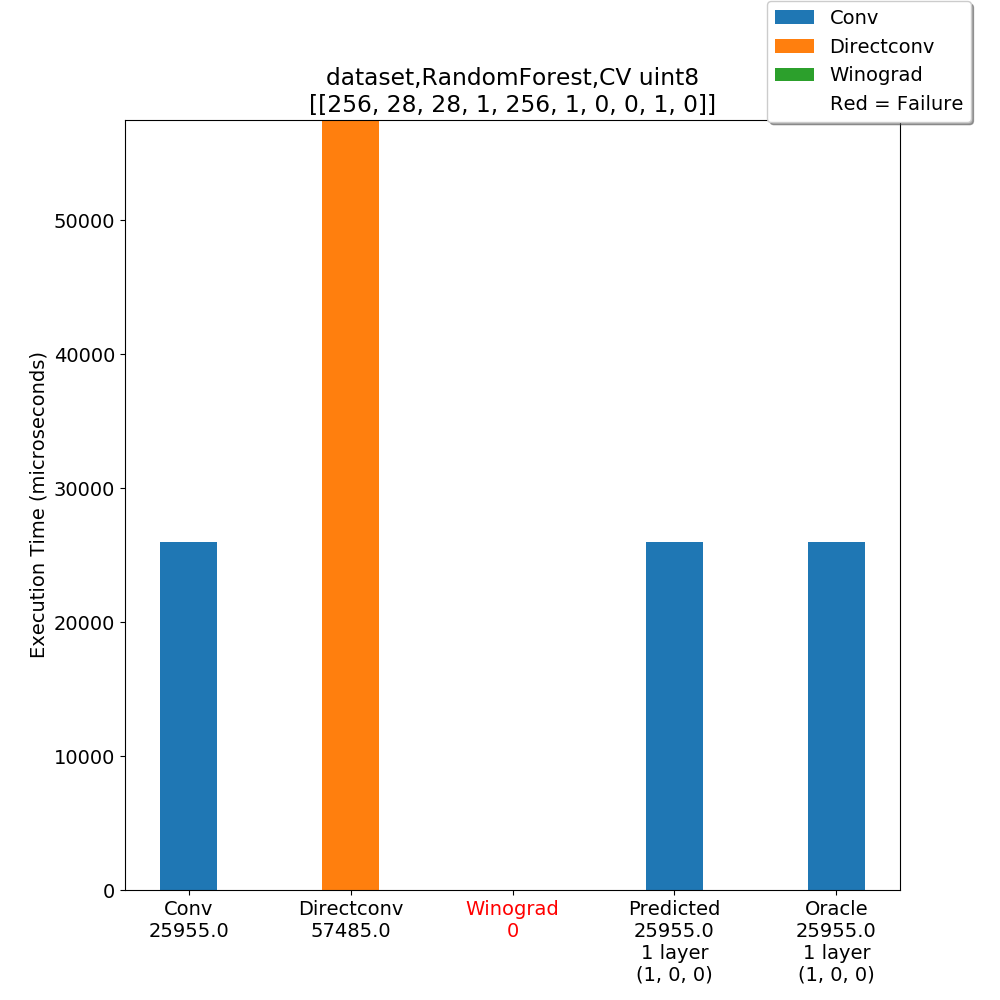 Conv
Directconv
Winograd
Red = Failure
dataset,RandomForest,CV uint8
[[256, 28, 28, 1, 256, 1, 0, 0, 1, 0]]
Execution Time (microseconds)
50000
40000
30000
20000
10000
0
Conv
25955.0
Directconv
57485.0
Winograd
0
Predicted
25955.0
1 layer
(1, 0, 0)
Oracle
25955.0
1 layer
(1, 0, 0)